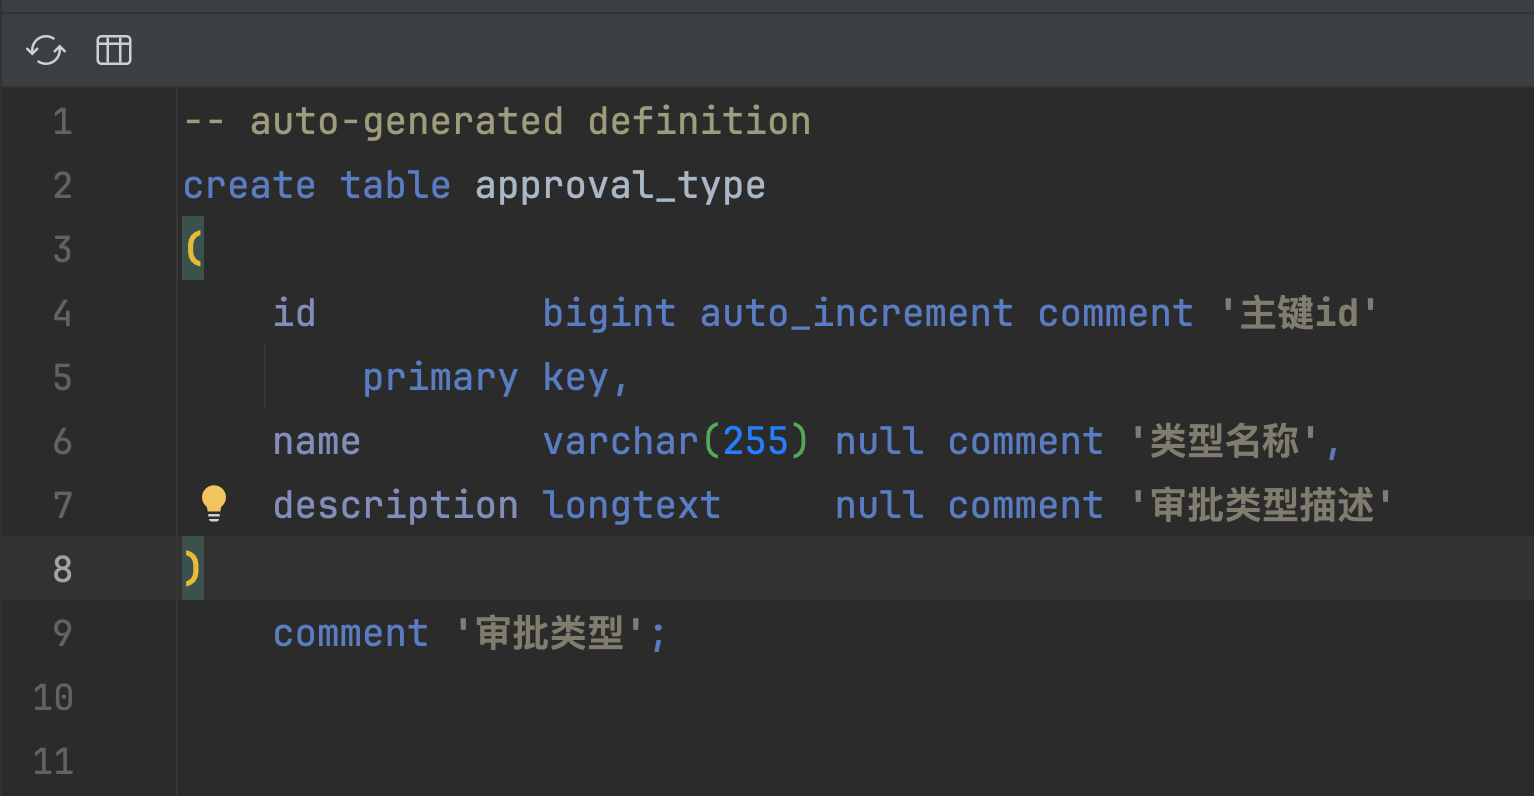 1 -- auto-generated definition
2 create table approval_type
3 (
4     id          bigint auto_increment comment '主键id'
5         primary key,
6     name        varchar(255) null comment '类型名称',
7     description longtext     null comment '审批类型描述'
8 )
9     comment '审批类型';
10
11